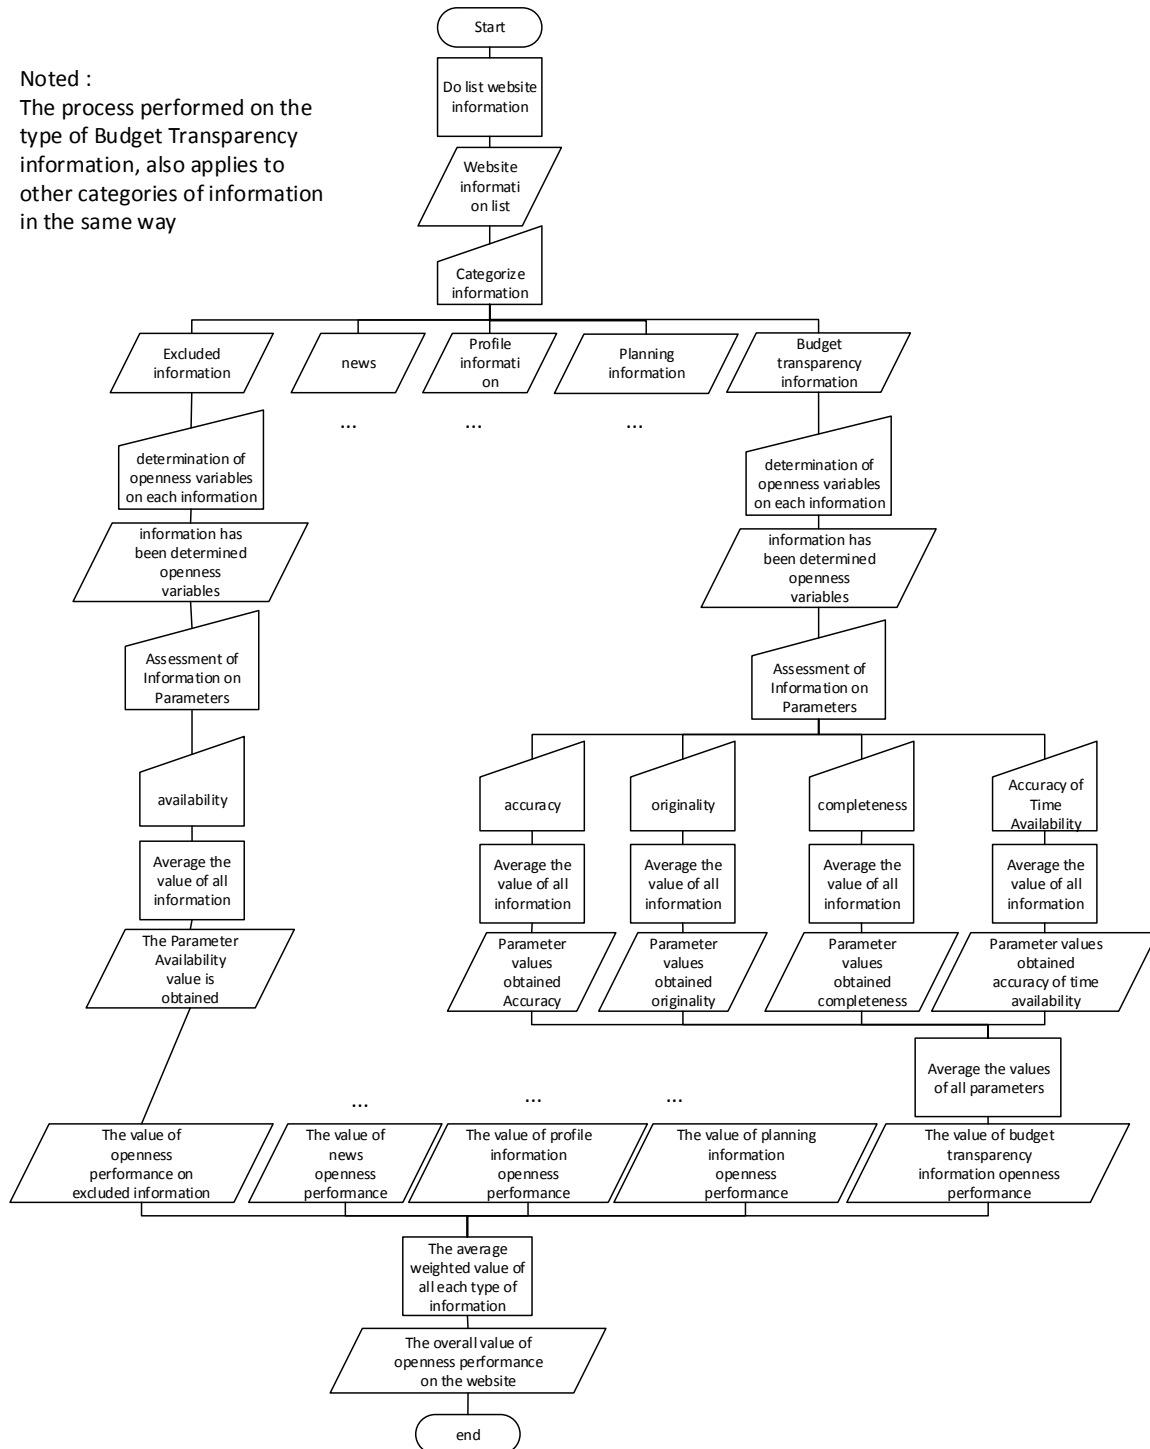 Start
Noted :
The process performed on the
type of Budget Transparency
information, also applies to
other categories of information
in the same way
Do list website
information
Website
informati
on list
Categorize
information
Excluded
information
news
Profile
informati
on
Planning
information
Budget
transparency
information
...
...
...
determination of
openness variables
on each information
determination of
openness variables
on each information
information has
been determined
openness
variables
information has
been determined
openness
variables
Assessment of
Information on
Parameters
Assessment of
Information on
Parameters
availability
accuracy
originality
completeness
Accuracy of
Time
Availability
Average the
value of all
information
Average the
value of all
information
Average the
value of all
information
Average the
value of all
information
Average the
value of all
information
The Parameter
Availability
value is
obtained
Parameter
values
obtained
Accuracy
Parameter
values
obtained
originality
Parameter
values
obtained
completeness
Parameter values
obtained
accuracy of time
availability
Average the values
of all parameters
...
...
...
The value of
openness
performance on
excluded information
The value of
news
openness
performance
The value of profile
information
openness
performance
The value of planning
information
openness
performance
The value of budget
transparency
information openness
performance
The average
weighted value of
all each type of
information
The overall value of
openness performance
on the website
end